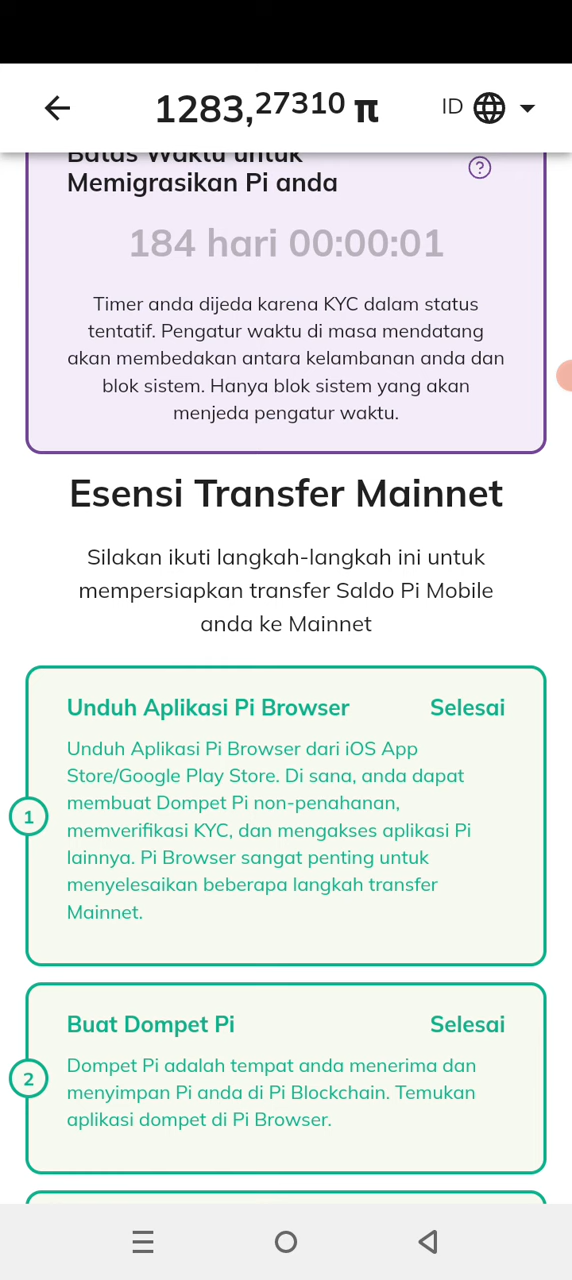 1283,27310 π ID
Batas Waktu untuk
Memigrasikan Pi anda
?
184 hari 00:00:01
Timer anda dijeda karena KYC dalam status
tentatif. Pengatur waktu di masa mendatang
akan membedakan antara kelambanan anda dan
blok sistem. Hanya blok sistem yang akan
menjeda pengatur waktu.
Esensi Transfer Mainnet
Silakan ikuti langkah-langkah ini untuk
mempersiapkan transfer Saldo Pi Mobile
anda ke Mainnet
Unduh Aplikasi Pi Browser Selesai
Unduh Aplikasi Pi Browser dari iOS App
Store/Google Play Store. Di sana, anda dapat
membuat Dompet Pi non-penahanan,
1
memverifikasi KYC, dan mengakses aplikasi Pi
lainnya. Pi Browser sangat penting untuk
menyelesaikan beberapa langkah transfer
Mainnet.
Buat Dompet Pi Selesai
Dompet Pi adalah tempat anda menerima dan
2
menyimpan Pi anda di Pi Blockchain. Temukan
aplikasi dompet di Pi Browser.